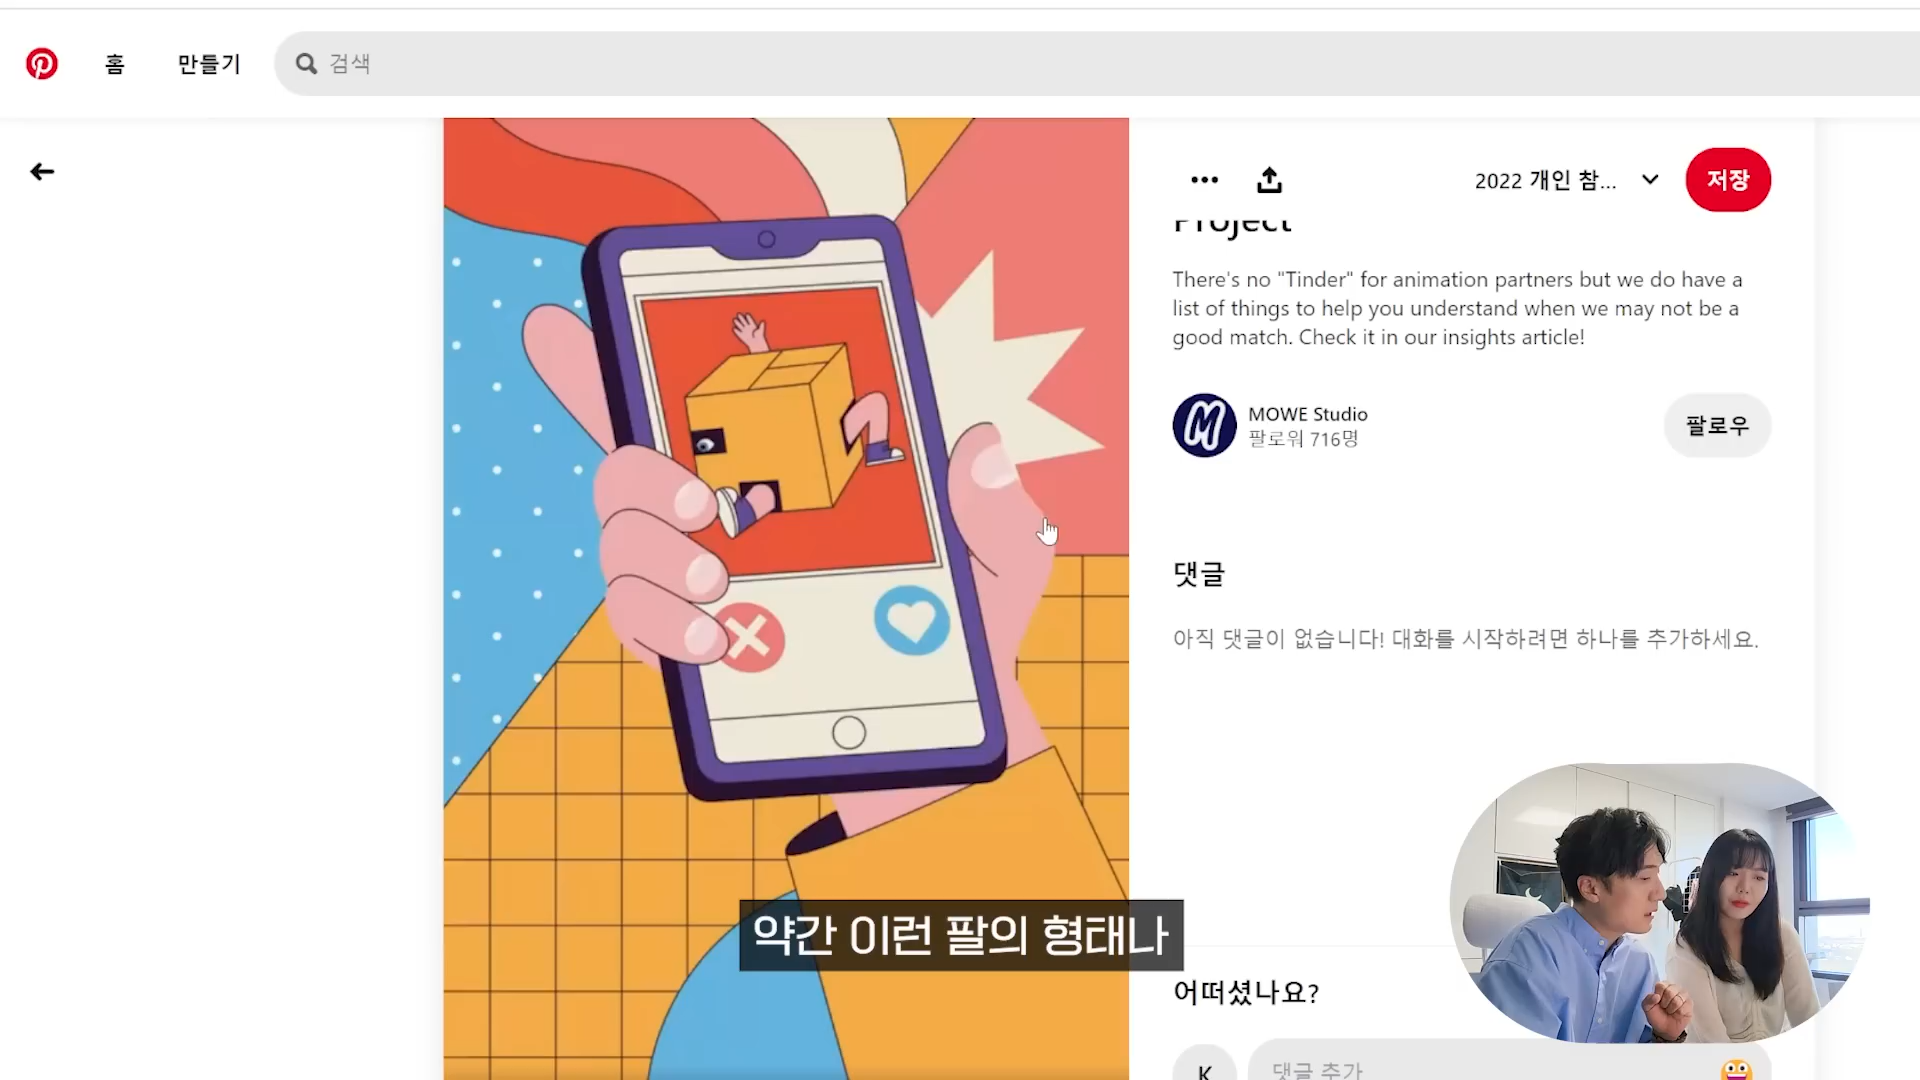 홈
만들기
검색
2022 개인 참...
저장
Project
There's no "Tinder" for animation partners but we do have a
list of things to help you understand when we may not be a
good match. Check it in our insights article!
M
MOWE Studio
팔로워 716명
팔로우
댓글
아직 댓글이 없습니다! 대화를 시작하려면 하나를 추가하세요.
약간 이런 팔의 형태나
어떠셨나요?
K
댓글 추가